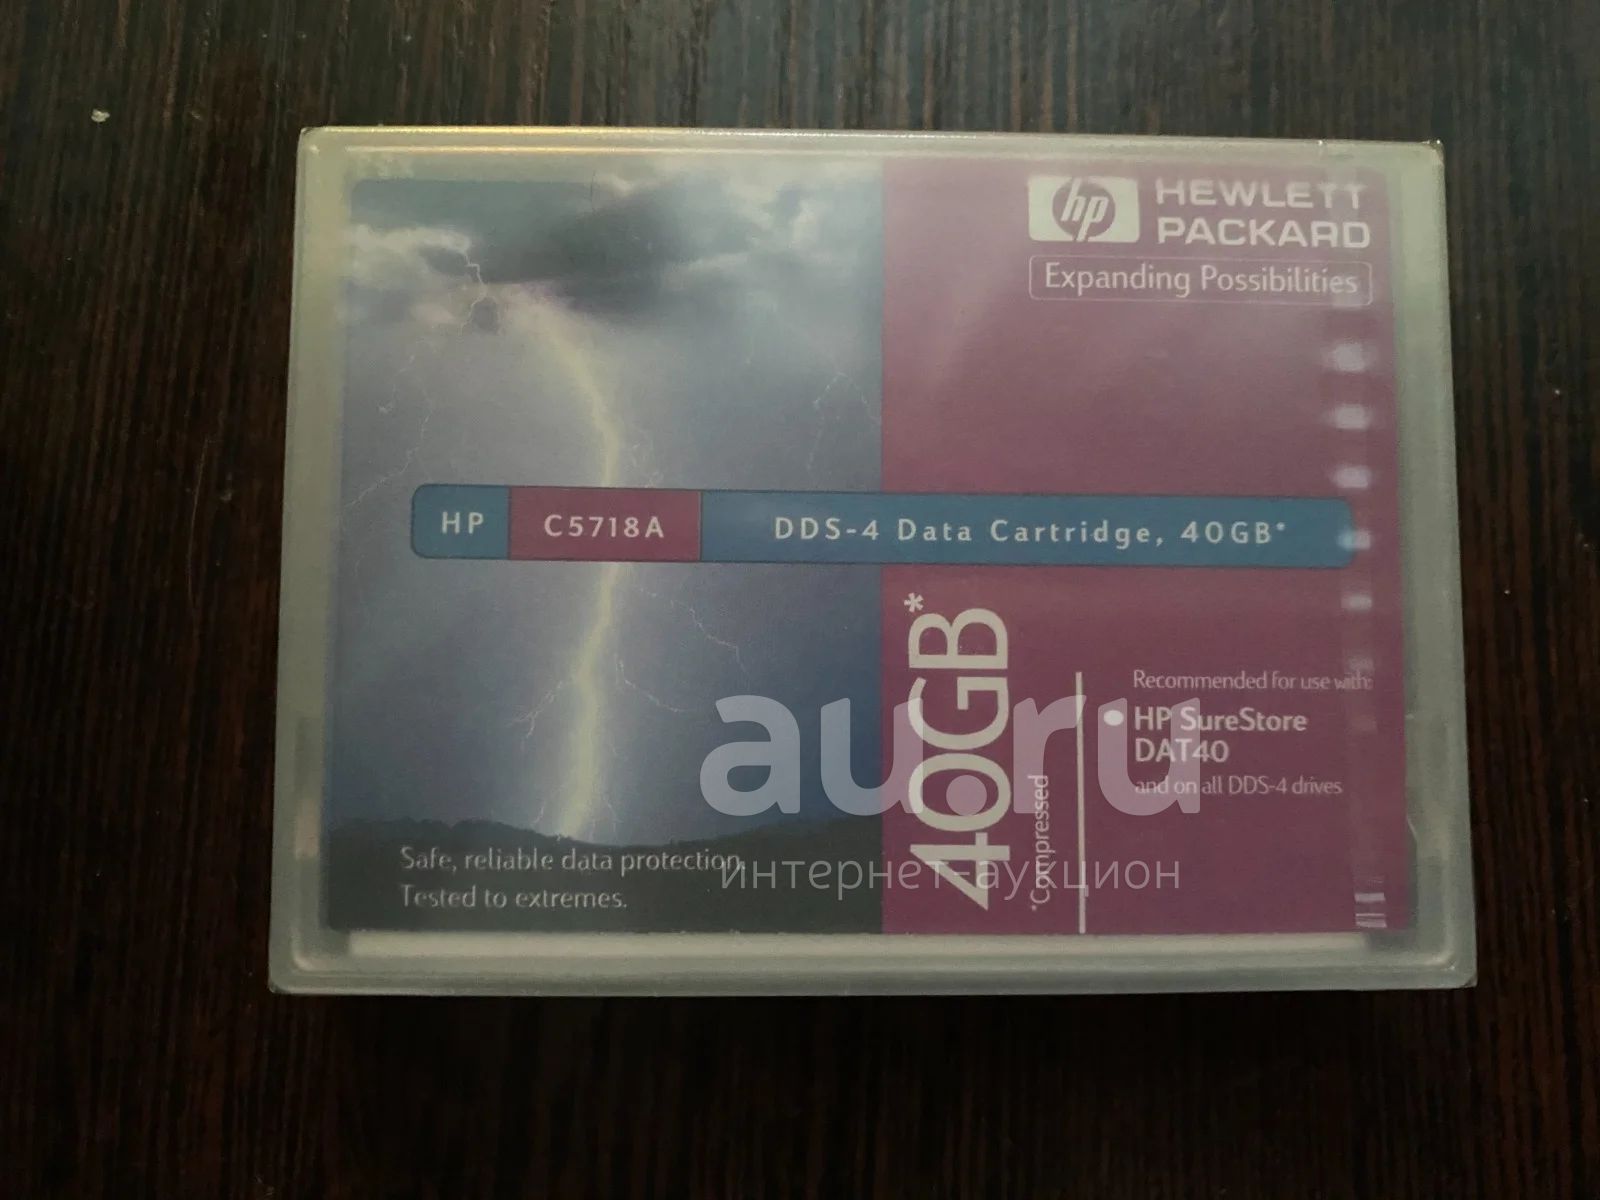 hp HEWLETT
PACKARD
Expanding Possibilities
HP C5718A DDS-4 Data Cartridge, 40GB*
40GB*
*Compressed
Recommended for use with:
HP SureStore
DAT40
and on all DDS-4 drives
Safe, reliable data protection.
Tested to extremes.
au.ru
интернет-аукцион